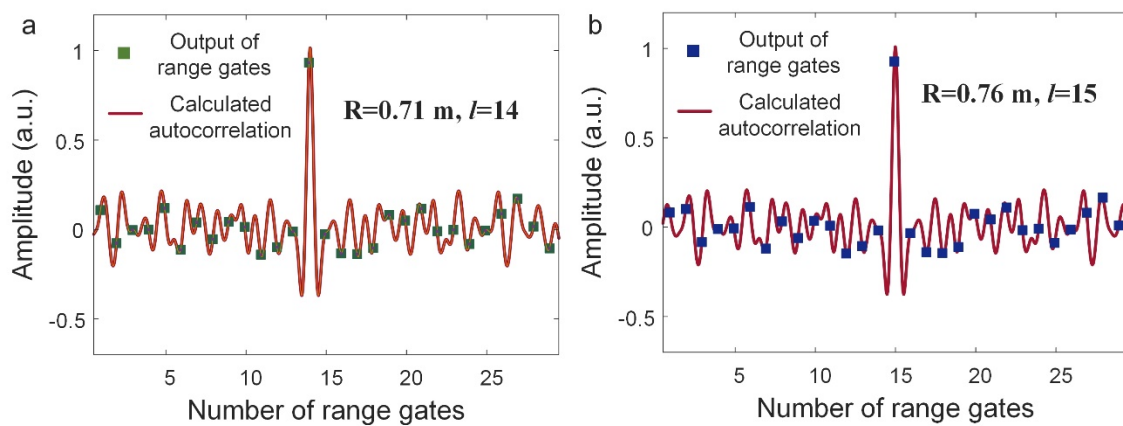 a
Output of
range gates
Calculated
autocorrelation
R=0.71 m, l=14
Amplitude (a.u.)
1
0.5
0
-0.5
5 10 15 20 25
Number of range gates
b
Output of
range gates
Calculated
autocorrelation
R=0.76 m, l=15
Amplitude (a.u.)
1
0.5
0
-0.5
5 10 15 20 25
Number of range gates